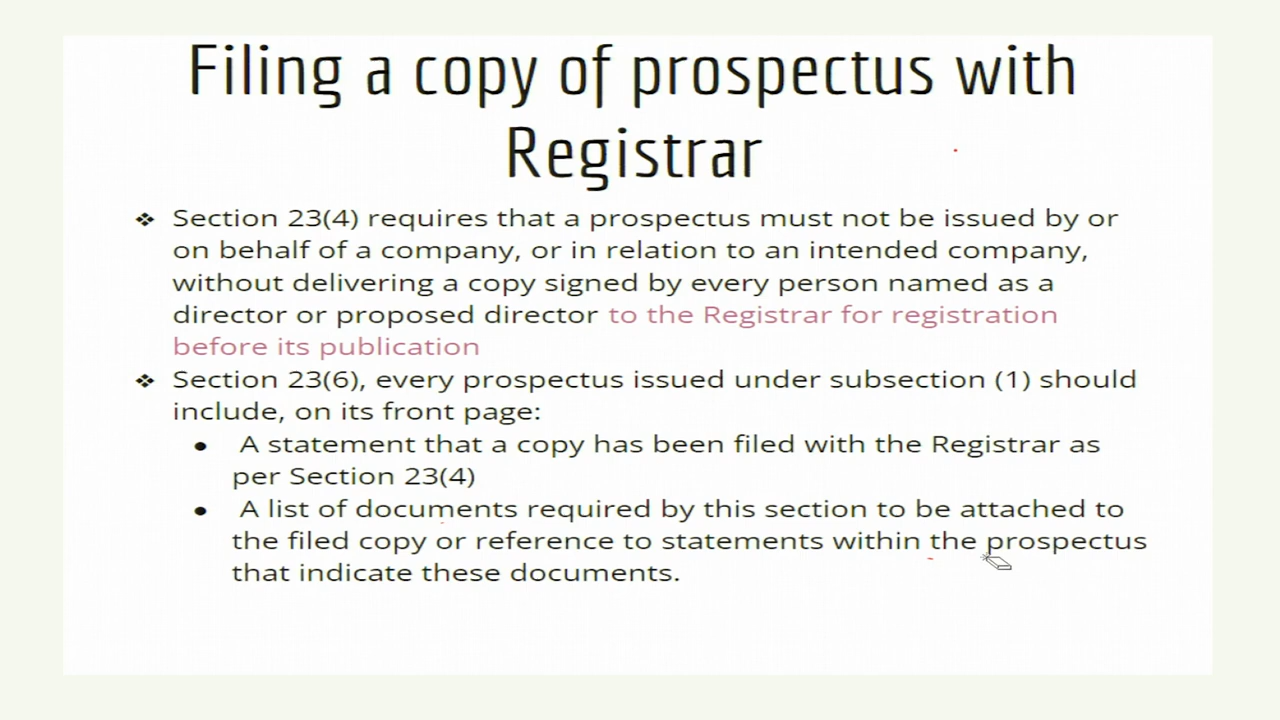 Filing a copy of prospectus with
Registrar
❖ Section 23(4) requires that a prospectus must not be issued by or
on behalf of a company, or in relation to an intended company,
without delivering a copy signed by every person named as a
director or proposed director to the Registrar for registration
before its publication
❖ Section 23(6), every prospectus issued under subsection (1) should
include, on its front page:
● A statement that a copy has been filed with the Registrar as
per Section 23(4)
● A list of documents required by this section to be attached to
the filed copy or reference to statements within the prospectus
that indicate these documents.